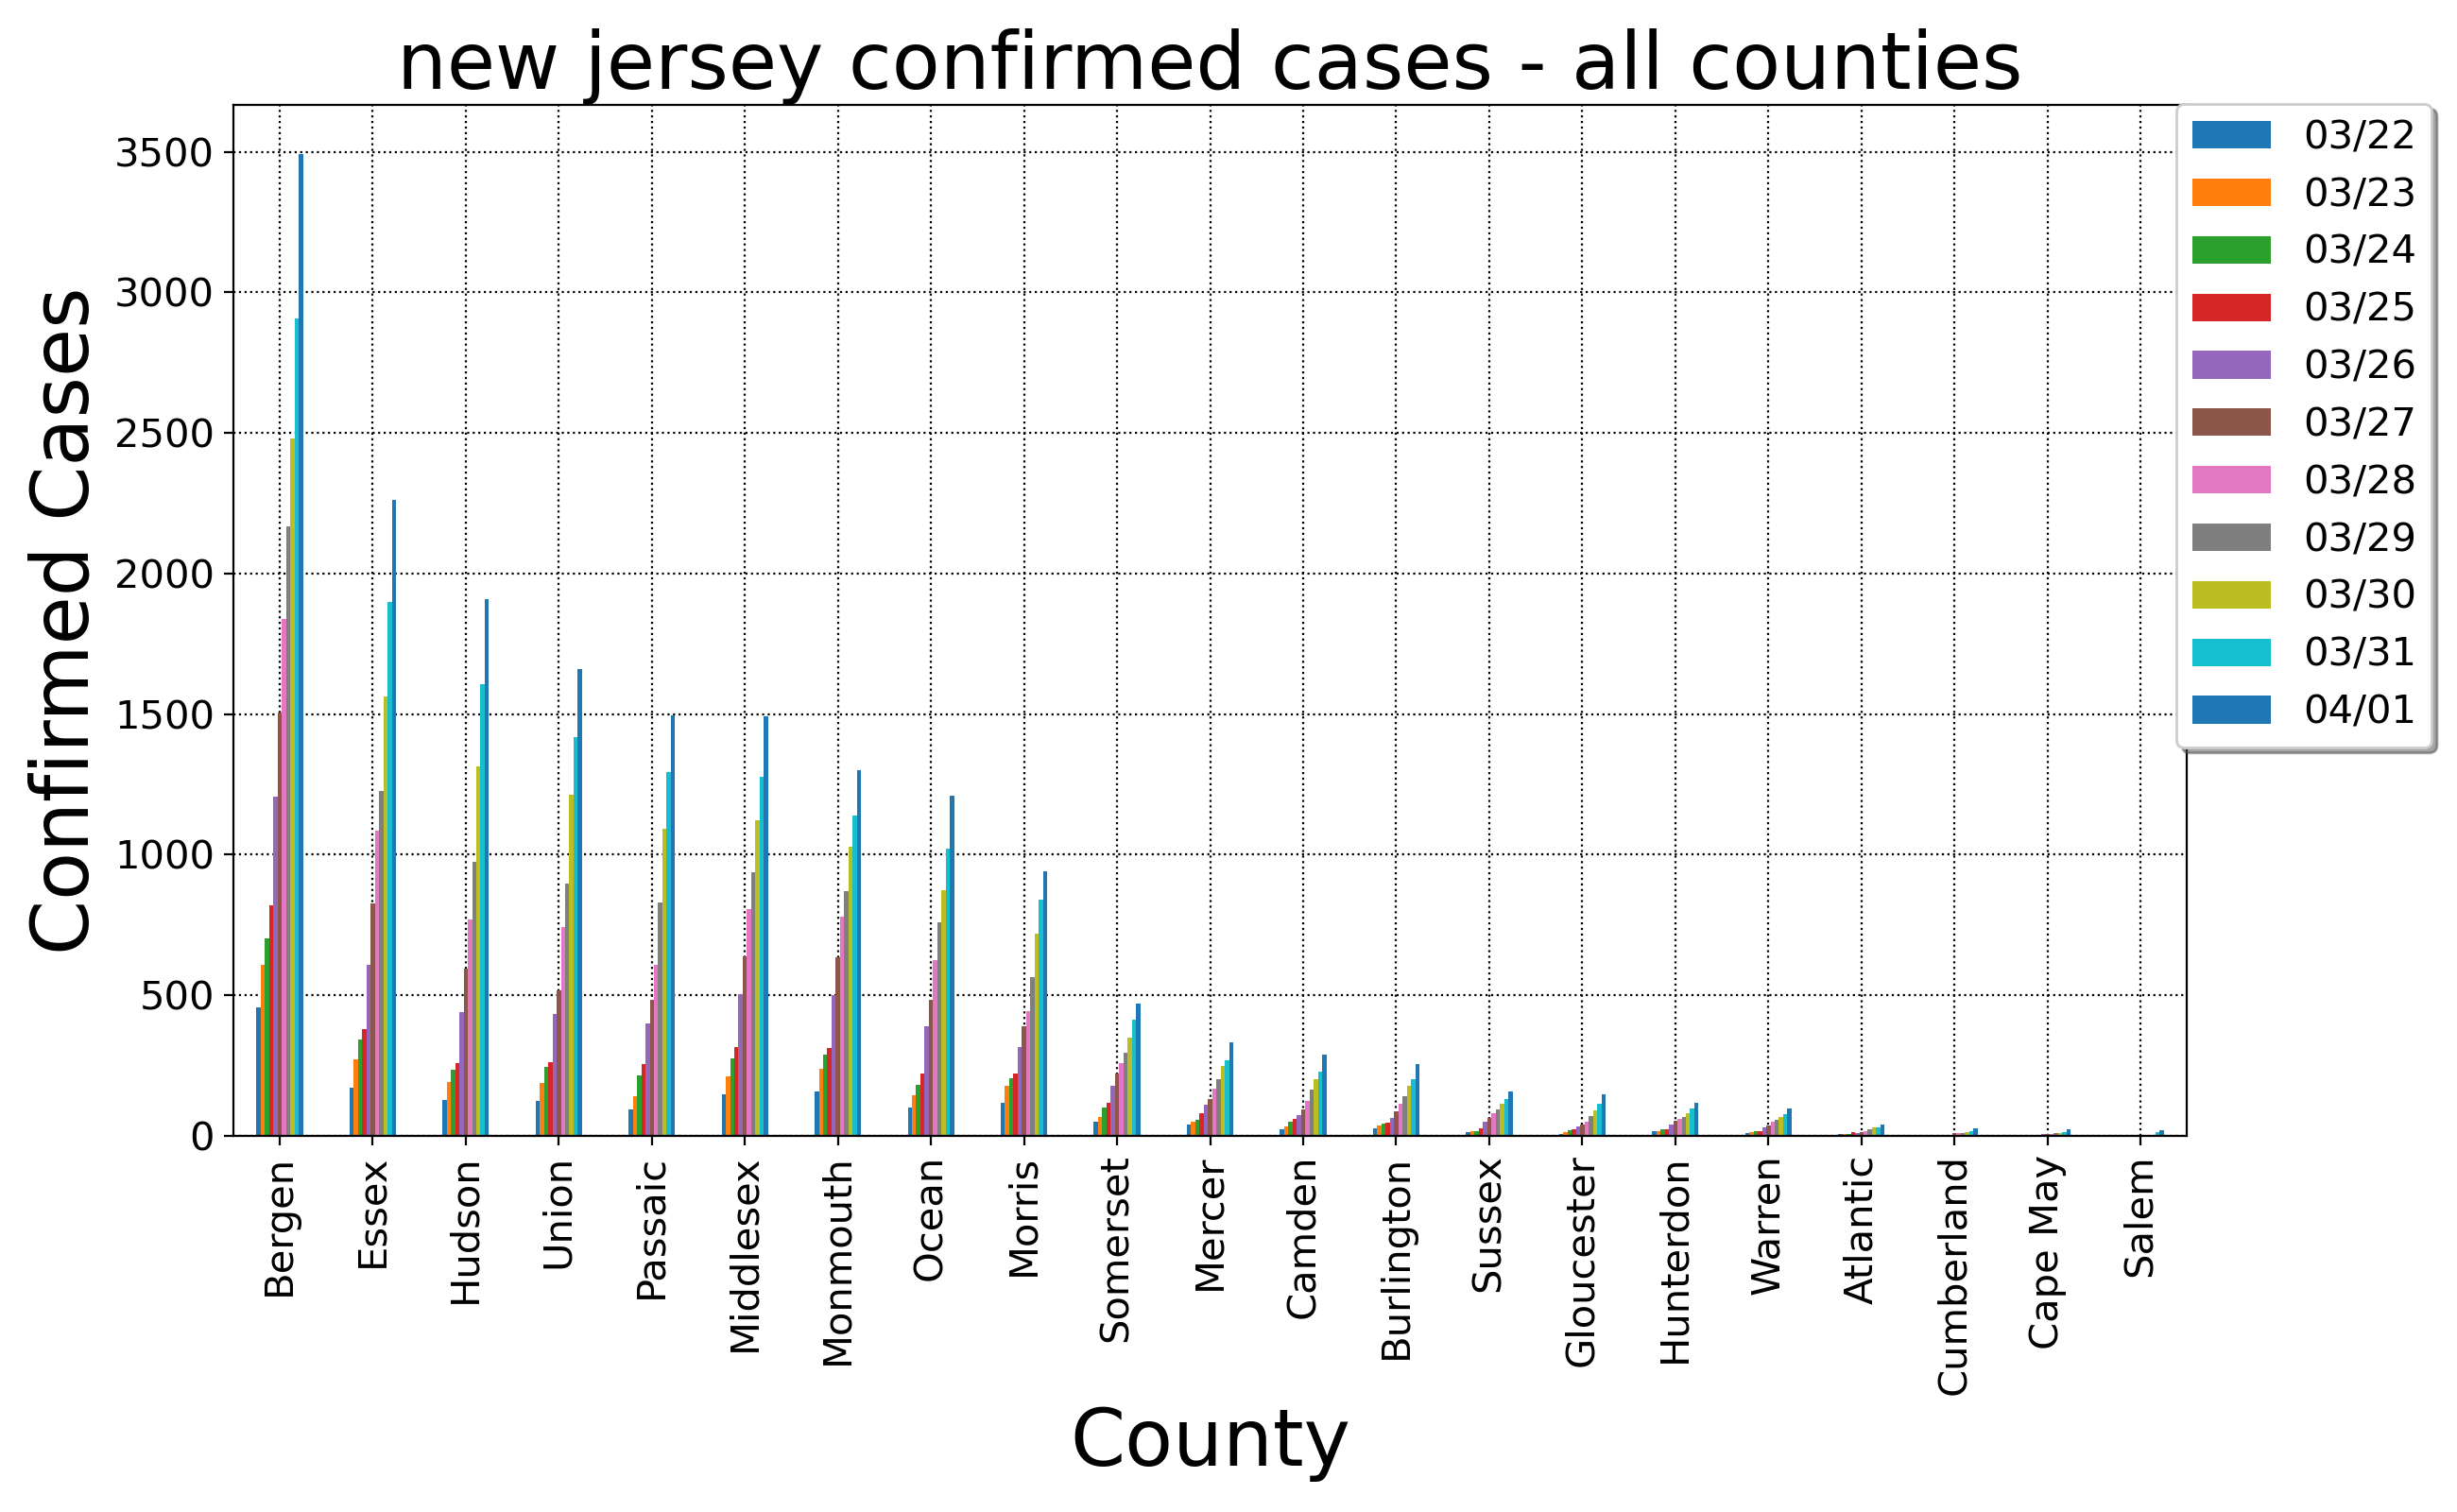 new jersey confirmed cases - all counties
Confirmed Cases
3500
3000
2500
2000
1500
1000
500
0
03/22
03/23
03/24
03/25
03/26
03/27
03/28
03/29
03/30
03/31
04/01
Bergen
Essex
Hudson
Union
Passaic
Middlesex
Monmouth
Ocean
Morris
Somerset
Mercer
Camden
Burlington
Sussex
Gloucester
Hunterdon
Warren
Atlantic
Cumberland
Cape May
Salem
County